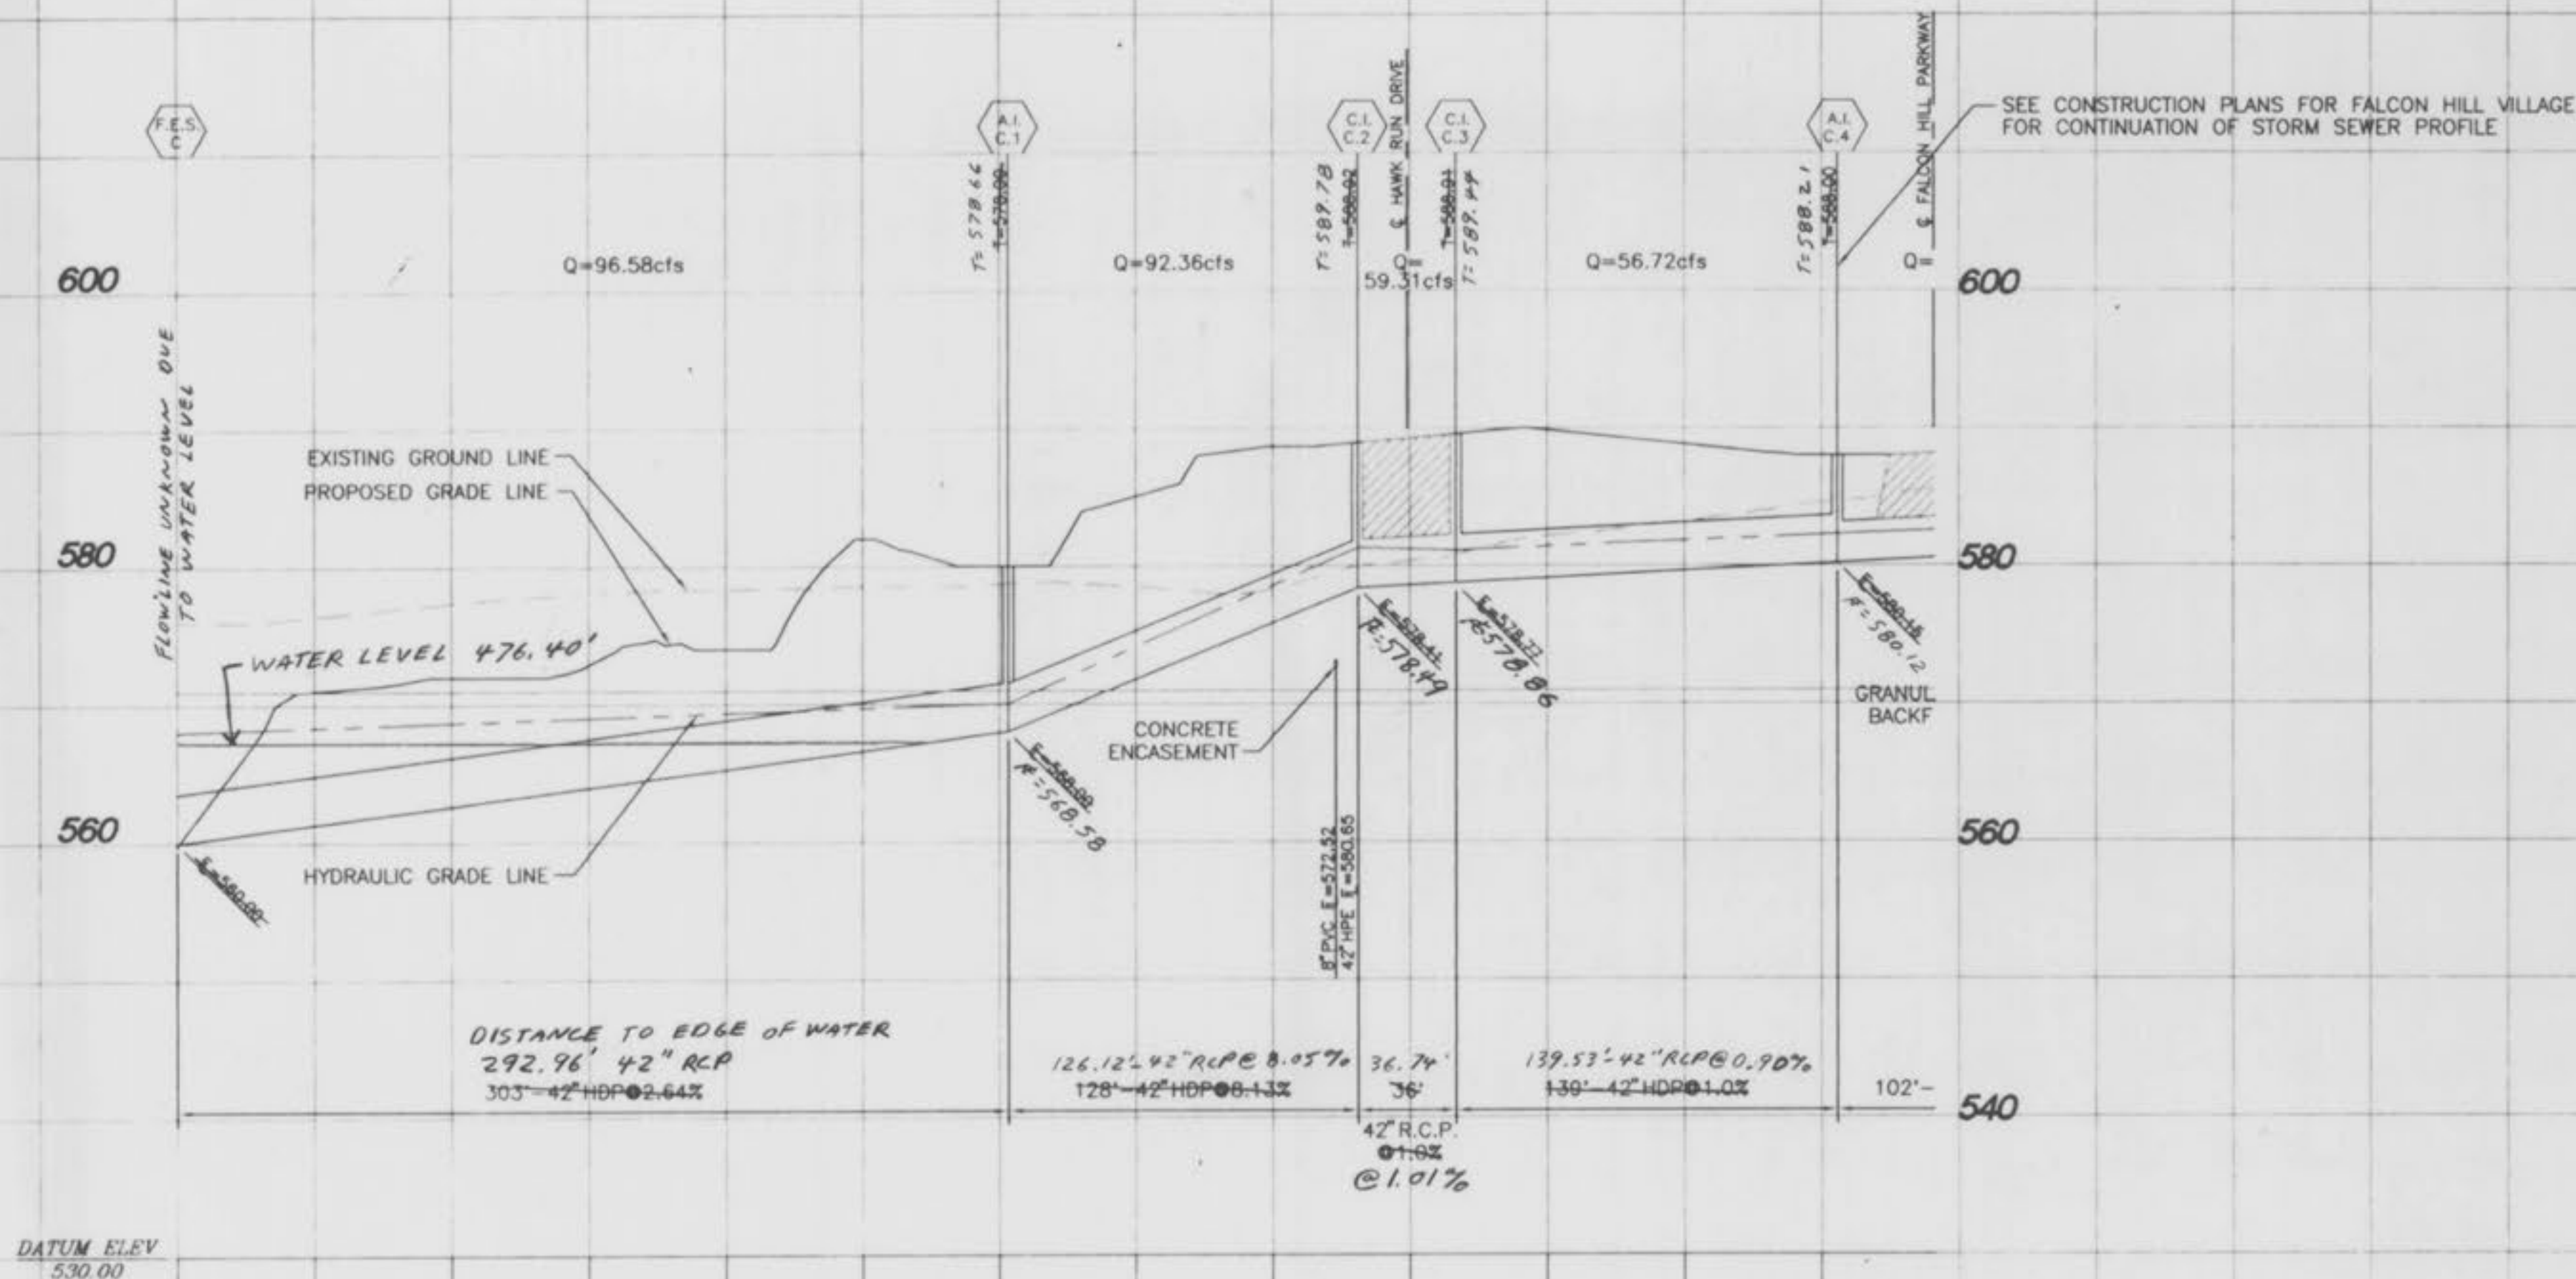 F.E.S.
C
A.I.
C.1
C.I.
C.2
C.I.
C.3
A.I.
C.4
℄ HAWK RUN DRIVE
℄ FALCON HILL PARKWAY
SEE CONSTRUCTION PLANS FOR FALCON HILL VILLAGE
FOR CONTINUATION OF STORM SEWER PROFILE
T= 578.66
T=578.00
T= 589.78
T=588.02
T=588.01
T= 589.44
T= 588.21
T=588.00
Q=96.58cfs
Q=92.36cfs
Q=
59.31cfs
Q=56.72cfs
Q=
600
600
FLOWLINE UNKNOWN DUE
TO WATER LEVEL
EXISTING GROUND LINE
PROPOSED GRADE LINE
580
580
WATER LEVEL 476.40'
HYDRAULIC GRADE LINE
560
560
CONCRETE
ENCASEMENT
GRANUL
BACKF
=560.00
=568.00
=568.58
=578.41
=578.49
=578.77
=578.86
=580.16
=580.12
8" PVC =572.52
42" HPE =580.65
DISTANCE TO EDGE OF WATER
292.96' 42" RCP
303'-42" HDP@2.64%
126.12'-42" RCP@ 8.05%
128'-42" HDP@8.13%
36.74'
36'
139.53'-42" RCP@0.90%
139'-42" HDP@1.0%
102'-
540
42" R.C.P.
@1.0%
@1.01%
DATUM ELEV
530.00